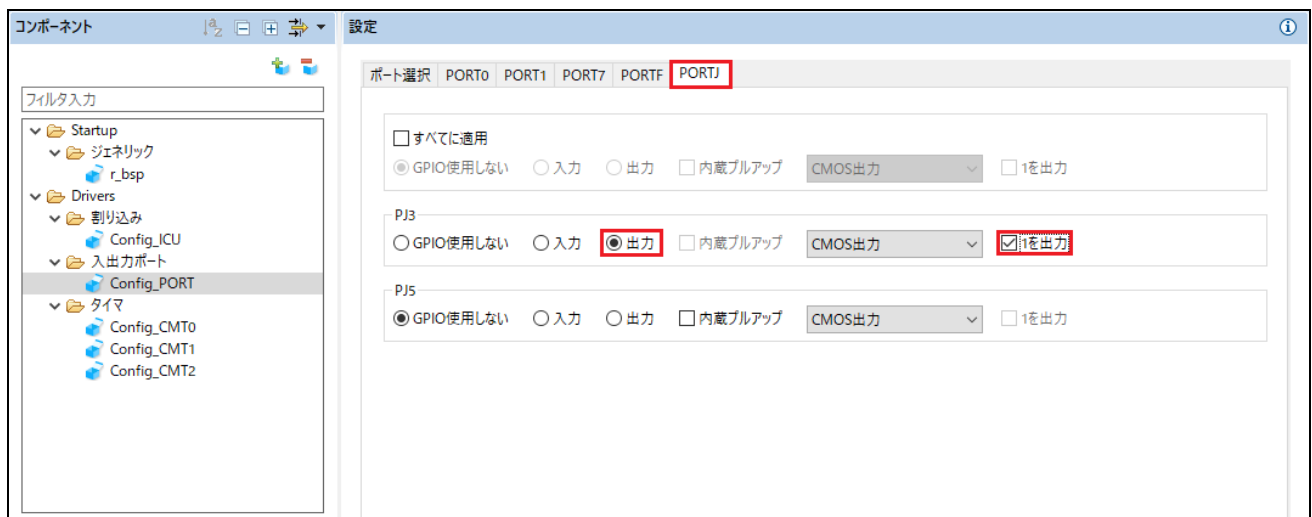 コンポーネント
設定
ポート選択 PORT0 PORT1 PORT7 PORTF PORTJ
フィルタ入力
Startup
ジェネリック
r_bsp
Drivers
割り込み
Config_ICU
入出力ポート
Config_PORT
タイマ
Config_CMT0
Config_CMT1
Config_CMT2
すべてに適用
GPIO使用しない 入力 出力 内蔵プルアップ CMOS出力 1を出力
PJ3
GPIO使用しない 入力 出力 内蔵プルアップ CMOS出力 1を出力
PJ5
GPIO使用しない 入力 出力 内蔵プルアップ CMOS出力 1を出力